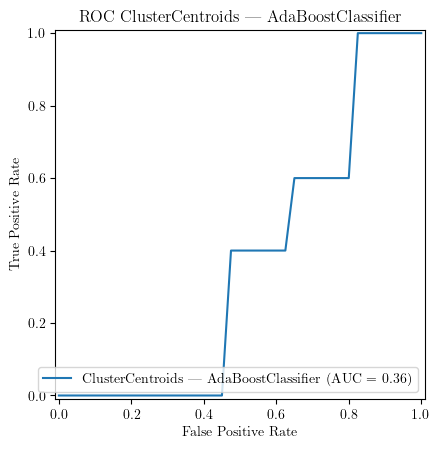 ROC ClusterCentroids — AdaBoostClassifier
1.0
0.8
0.6
0.4
0.2
0.0
True Positive Rate
ClusterCentroids — AdaBoostClassifier (AUC = 0.36)
0.0 0.2 0.4 0.6 0.8 1.0
False Positive Rate